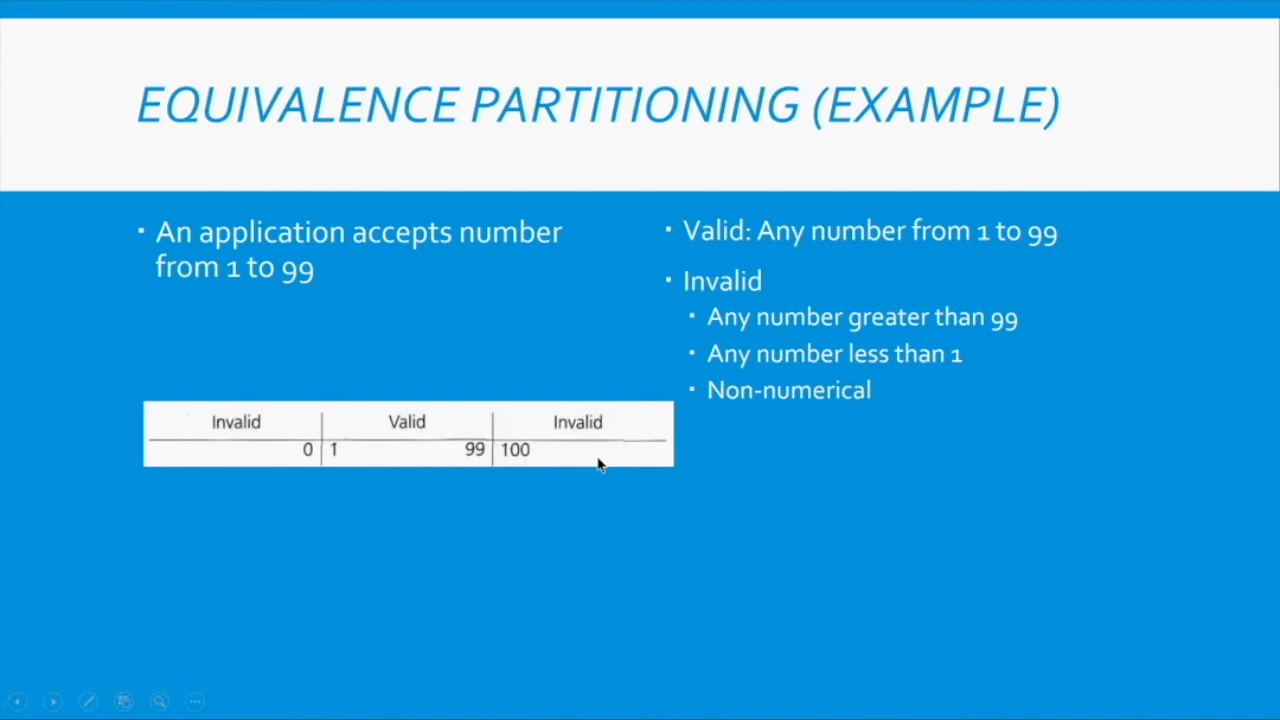 EQUIVALENCE PARTITIONING (EXAMPLE)
▪ An application accepts number
from 1 to 99
Invalid Valid Invalid
0 1 99 100
▪ Valid: Any number from 1 to 99
▪ Invalid
▪ Any number greater than 99
▪ Any number less than 1
▪ Non-numerical